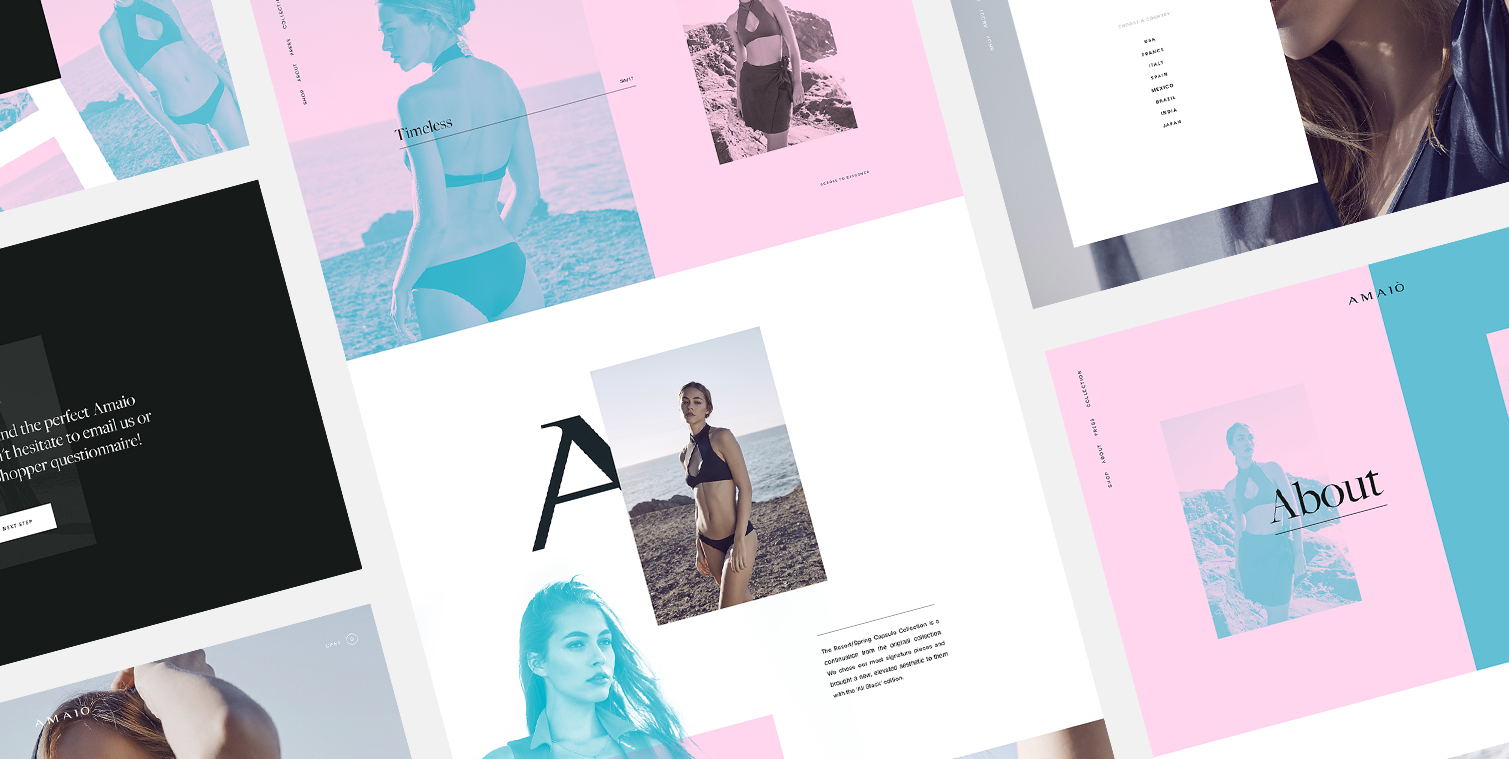 COLLECTION
PRESS
ABOUT
SHOP
Timeless
SCROLL TO DISCOVER
STORY
SHOP
CHOOSE A COUNTRY
USA
FRANCE
ITALY
SPAIN
MEXICO
BRAZIL
INDIA
JAPAN
nd the perfect Amaio
't hesitate to email us or
hopper questionnaire!
NEXT STEP
A
The Resort/Spring Capsule Collection is a
continuation from the original collection.
We chose our most signature pieces and
brought a new, elevated aesthetic to them
with the 'All Black' edition.
AMAIÒ
COLLECTION
PRESS
ABOUT
SHOP
About
AMAIÒ